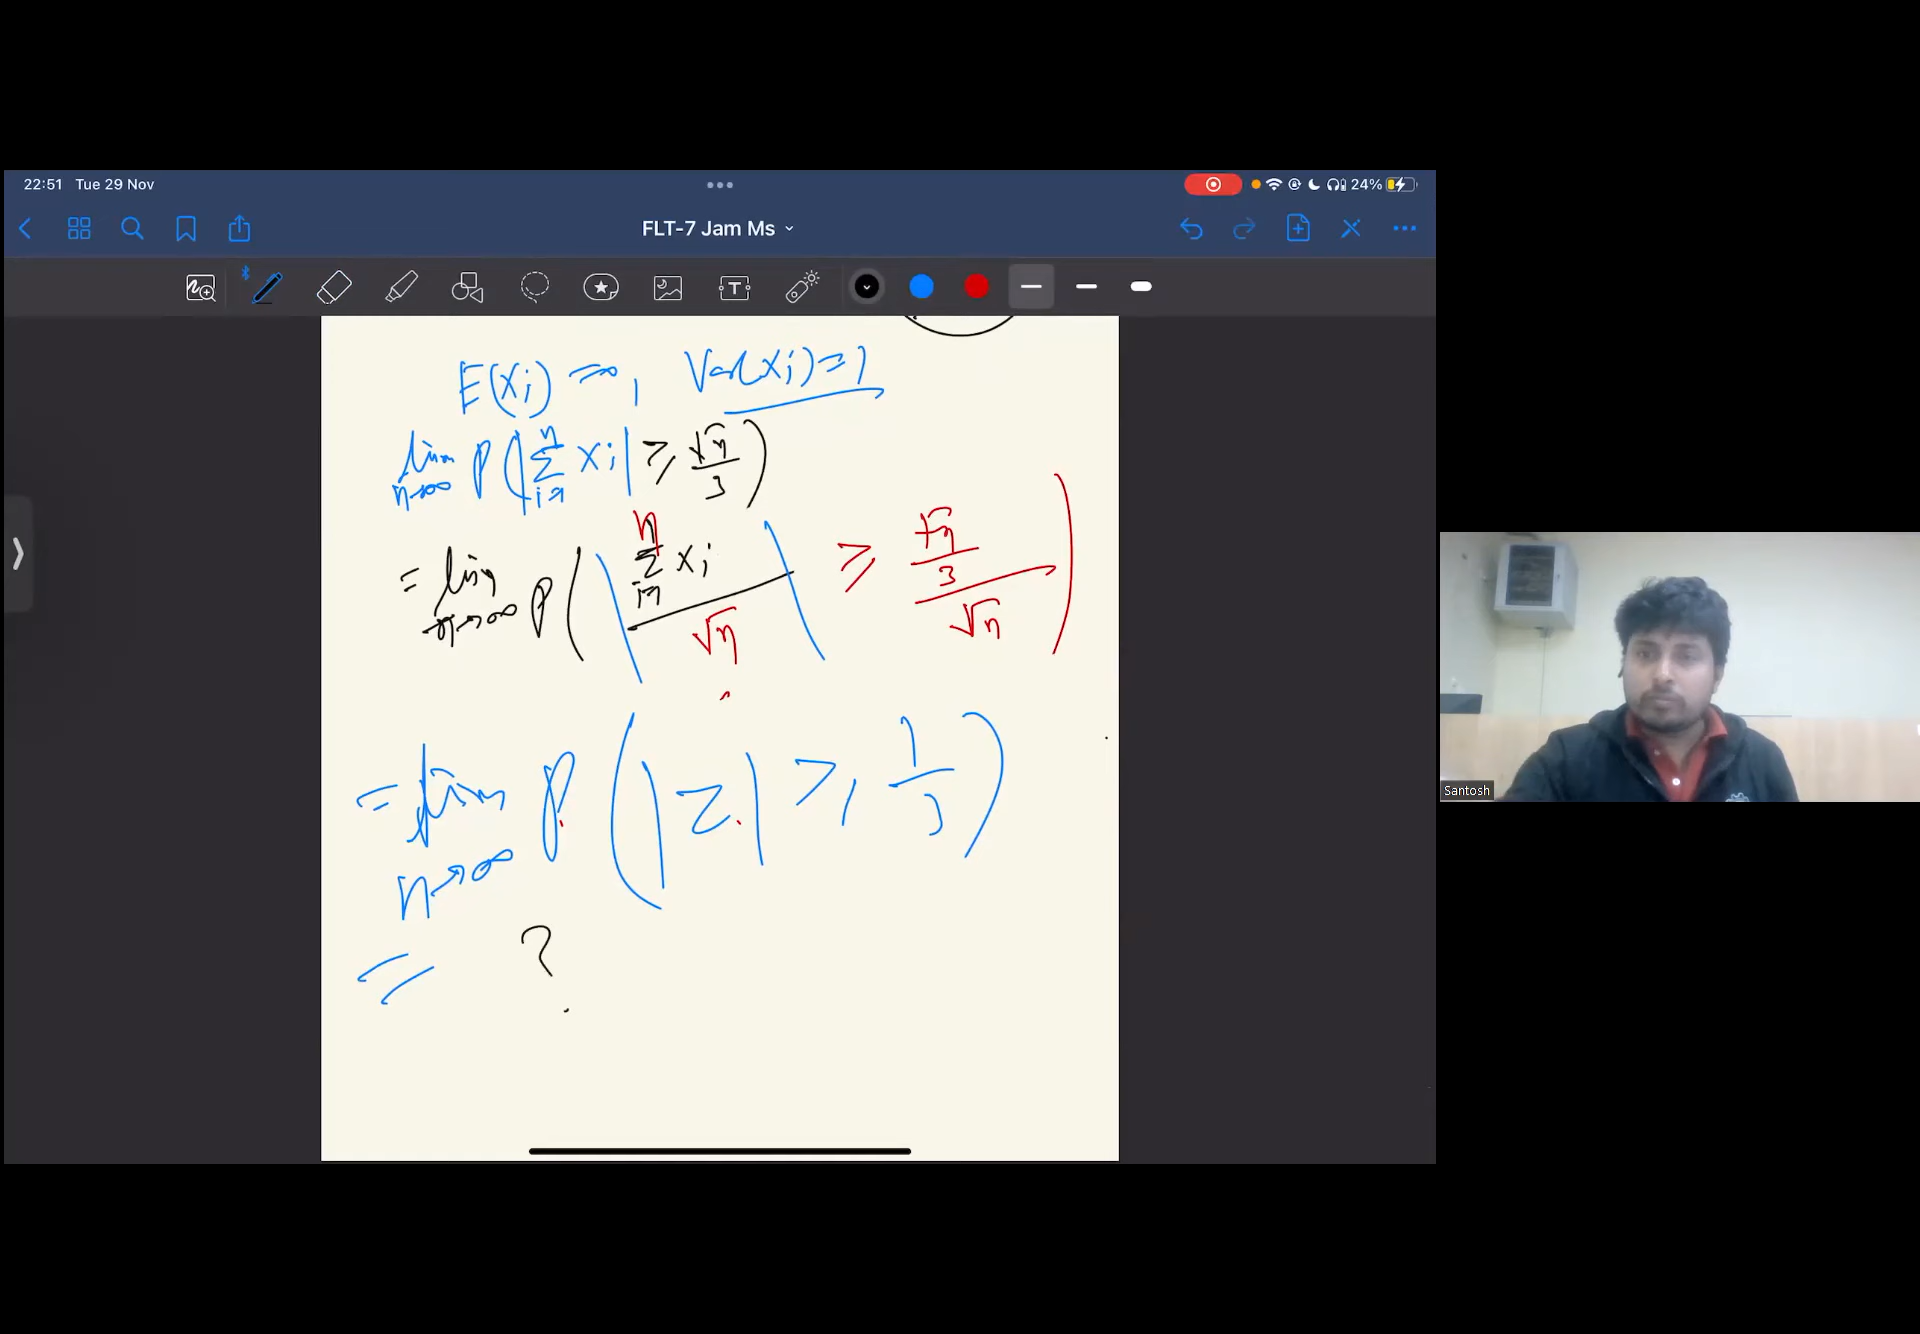 22:51 Tue 29 Nov
24%
FLT-7 Jam Ms
T
E(Xi) = 0, Var(Xi) = 1
lim n→∞ P(|Σ i=1 n Xi| ≥ √n/3)
= lim n→∞ P(|Σ i=1 n Xi / √n| ≥ √n/3 / √n)
= lim n→∞ P(|Z| ≥ 1/3)
= ?
Santosh